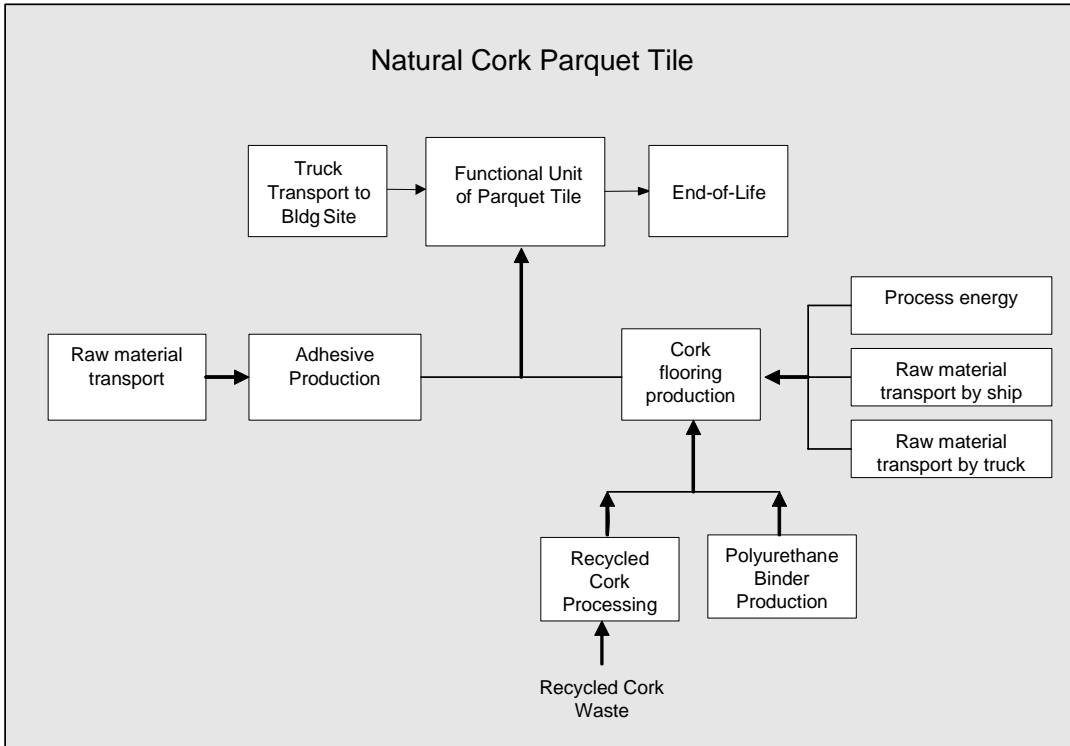 Natural Cork Parquet Tile
Truck
Transport to
Bldg Site
Functional Unit
of Parquet Tile
End-of-Life
Process energy
Raw material
transport
Adhesive
Production
Cork
flooring
production
Raw material
transport by ship
Raw material
transport by truck
Recycled
Cork
Processing
Polyurethane
Binder
Production
Recycled Cork
Waste